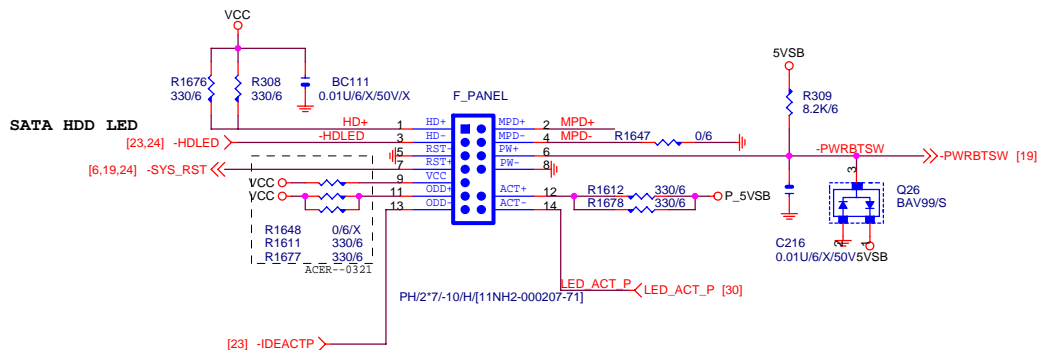 VCC
5VSB
R1676
330/6
R308
330/6
BC111
0.01U/6/X/50V/X
R309
8.2K/6
F_PANEL
SATA HDD LED
HD+
1
HD+
MPD+
2
MPD+
[23,24]
-HDLED
-HDLED
3
HD-
MPD-
4
MPD-
R1647
0/6
5
RST-
PW+
6
-PWRBTSW
-PWRBTSW
[19]
[6,19,24]
-SYS_RST
7
RST+
PW-
8
3
VCC
9
VCC
VCC
11
ODD+
ACT+
12
R1612
330/6
P_5VSB
13
ODD-
ACT-
14
R1678
330/6
Q26
BAV99/S
R1648
0/6/X
R1611
330/6
R1677
330/6
ACER--0321
C216
0.01U/6/X/50V
2
1
5VSB
LED_ACT_P
LED_ACT_P
[30]
PH/2*7/-10/H/[11NH2-000207-71]
[23]
-IDEACTP